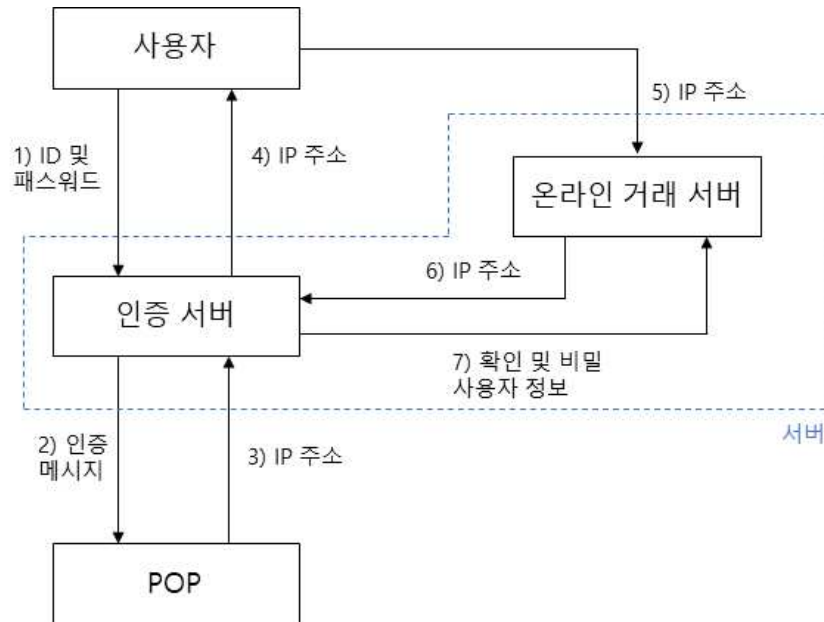 사용자
5) IP 주소
1) ID 및
패스워드
4) IP 주소
온라인 거래 서버
6) IP 주소
인증 서버
7) 확인 및 비밀
사용자 정보
서버
2) 인증
메시지
3) IP 주소
POP